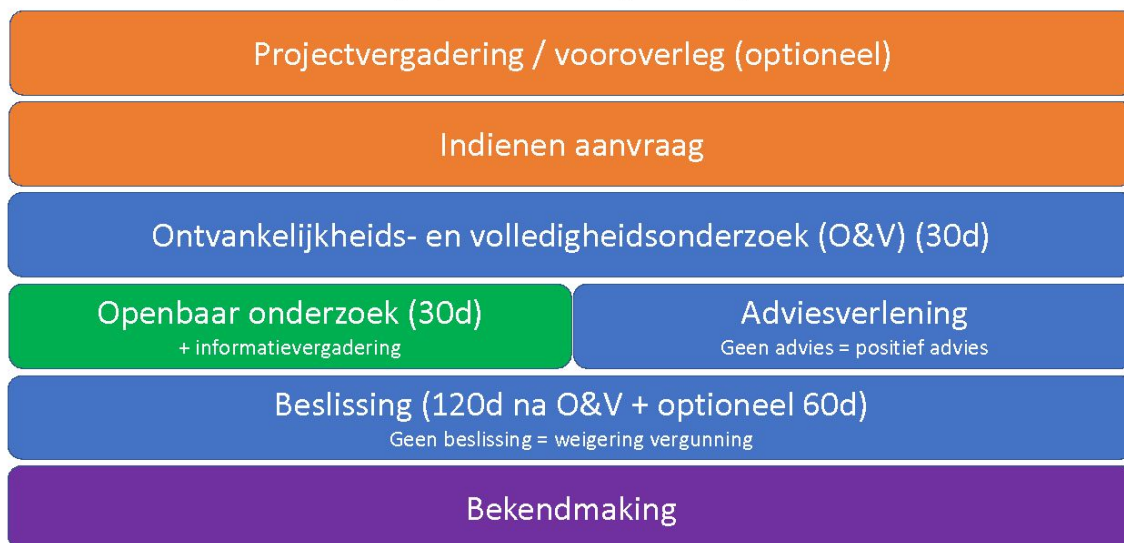 Projectvergadering / vooroverleg (optioneel)
Indienen aanvraag
Ontvankelijkheids- en volledigheidsonderzoek (O&V) (30d)
Openbaar onderzoek (30d)
+ informatievergadering
Adviesverlening
Geen advies = positief advies
Beslissing (120d na O&V + optioneel 60d)
Geen beslissing = weigering vergunning
Bekendmaking